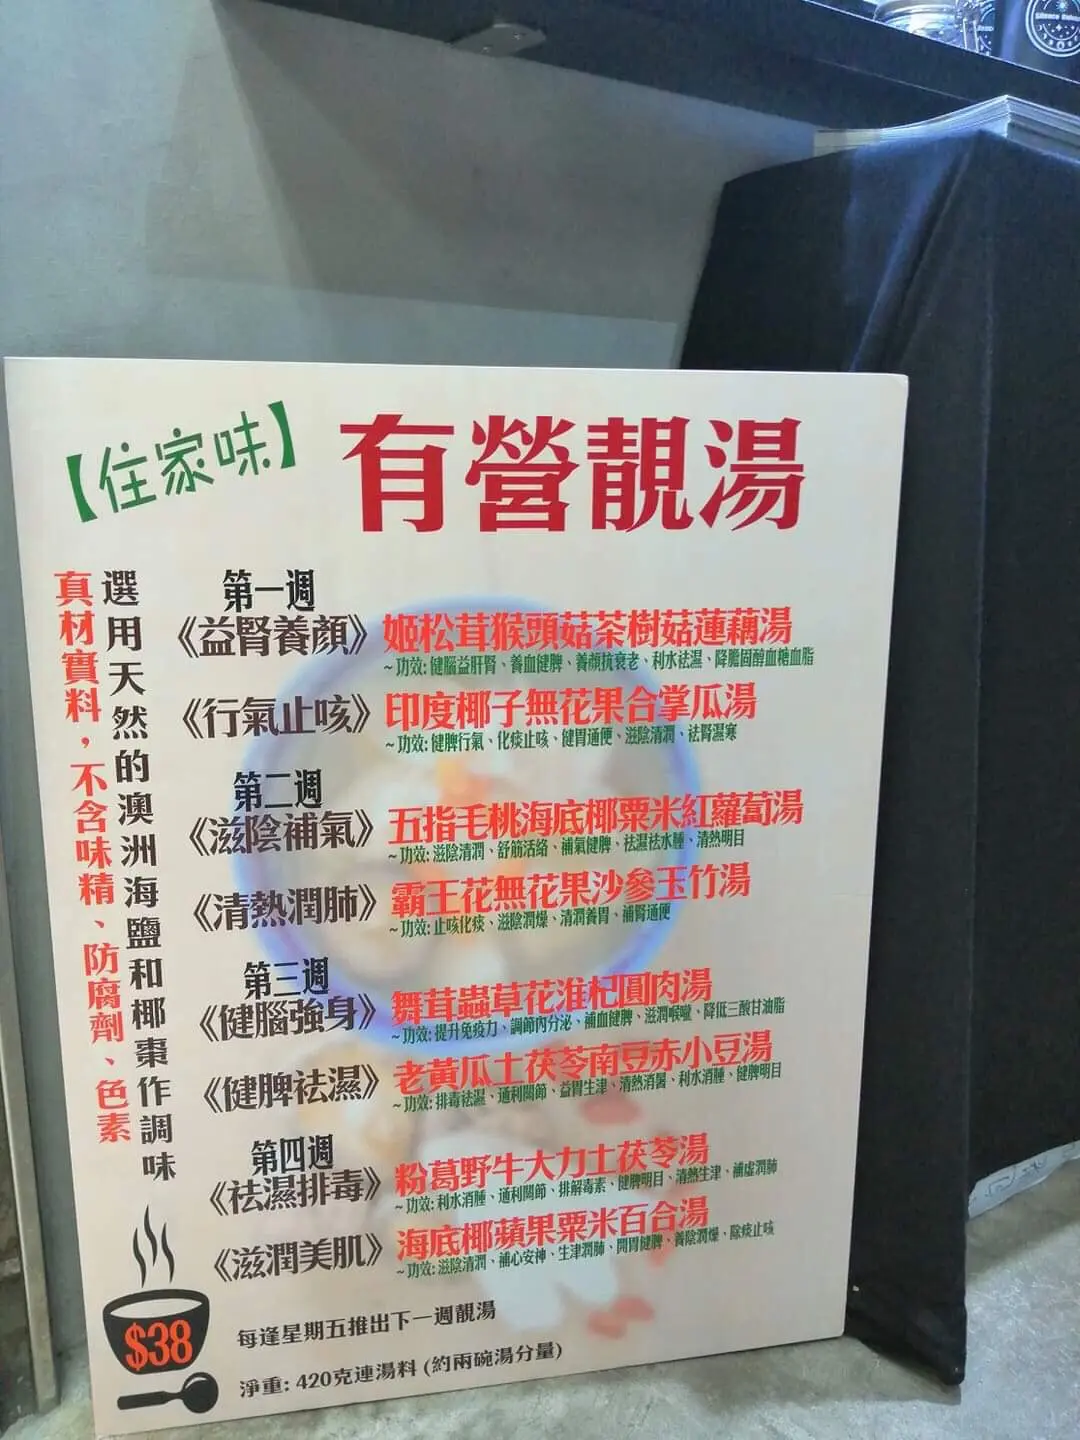 【住家味】
有營靚湯
選用天然的澳洲海鹽和椰棗作調味
真材實料，不含味精、防腐劑、色素
第一週
《益腎養顏》 姬松茸猴頭菇茶樹菇蓮藕湯
~功效: 健腦益肝腎、養血健脾、養顏抗衰老、利水祛濕、降膽固醇血糖血脂
《行氣止咳》 印度椰子無花果合掌瓜湯
~功效: 健脾行氣、化痰止咳、健胃通便、滋陰清潤、祛腎濕寒
第二週
《滋陰補氣》 五指毛桃海底椰粟米紅蘿蔔湯
~功效: 滋陰清潤、舒筋活絡、補氣健脾、祛濕祛水腫、清熱明目
《清熱潤肺》 霸王花無花果沙參玉竹湯
~功效: 止咳化痰、滋陰潤燥、清潤養胃、補腎通便
第三週
《健腦強身》 舞茸蟲草花淮杞圓肉湯
~功效: 提升免疫力、調節內分泌、補血健脾、滋潤喉嚨、降低三酸甘油脂
《健脾祛濕》 老黃瓜土茯苓南豆赤小豆湯
~功效: 排毒祛濕、通利關節、益胃生津、清熱消暑、利水消腫、健脾明目
第四週
《祛濕排毒》 粉葛野牛大力土茯苓湯
~功效: 利水消腫、通利關節、排解毒素、健脾明目、清熱生津、補虛潤肺
《滋潤美肌》 海底椰蘋果粟米百合湯
~功效: 滋陰清潤、補心安神、生津潤肺、開胃健脾、養陰潤燥、除痰止咳
$38
每逢星期五推出下一週靚湯
淨重: 420克連湯料 (約兩碗湯分量)